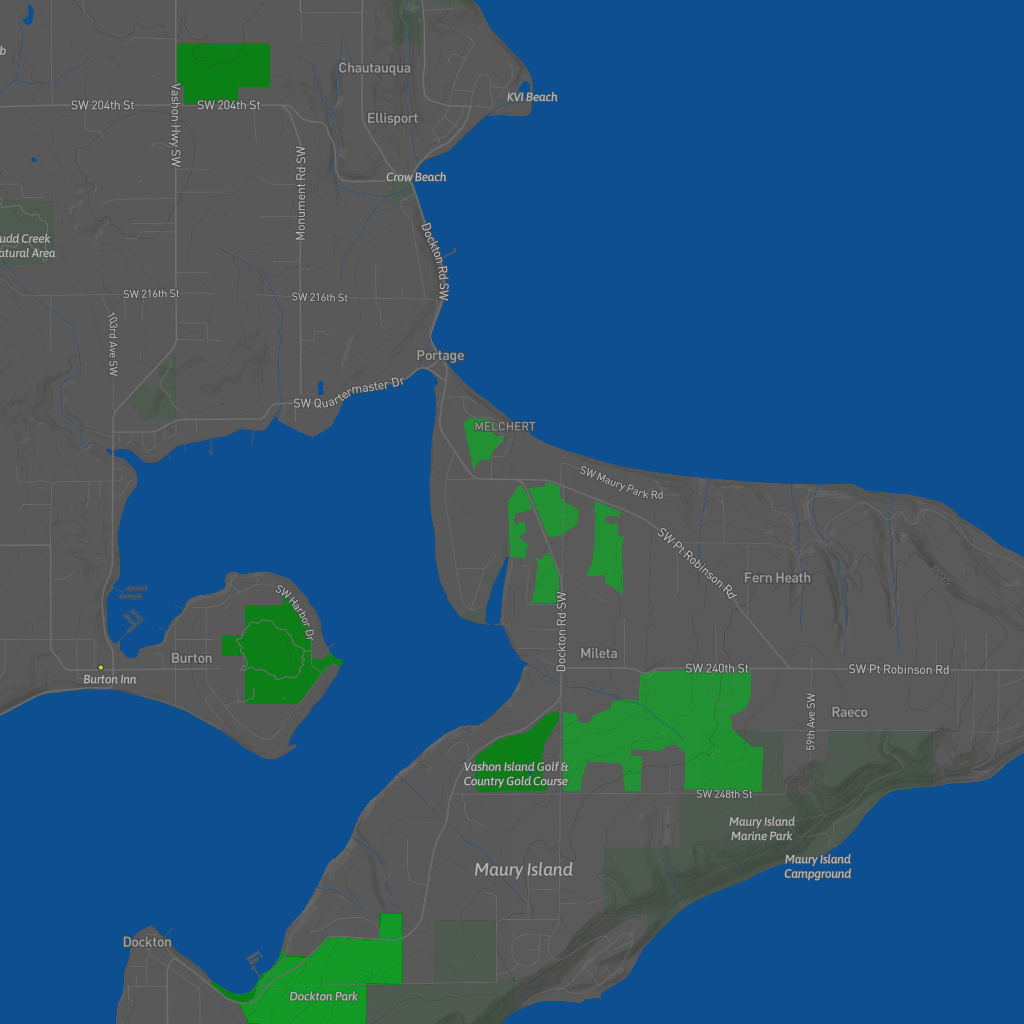 b
Chautauqua
KVI Beach
SW 204th St
SW 204th St
Ellisport
Vashon Hwy SW
Monument Rd SW
Crow Beach
udd Creek
atural Area
Dockton Rd SW
SW 216th St
SW 216th St
103rd Ave SW
Portage
SW Quartermaster Dr
MELCHERT
SW Maury Park Rd
SW Pt Robinson Rd
Fern Heath
SW Harbor Dr
Dockton Rd SW
Burton
Mileta
Burton Inn
SW 240th St
SW Pt Robinson Rd
59th Ave SW
Raeco
Vashon Island Golf &
Country Gold Course
SW 248th St
Maury Island
Marine Park
Maury Island
Campground
Maury Island
Dockton
Dockton Park